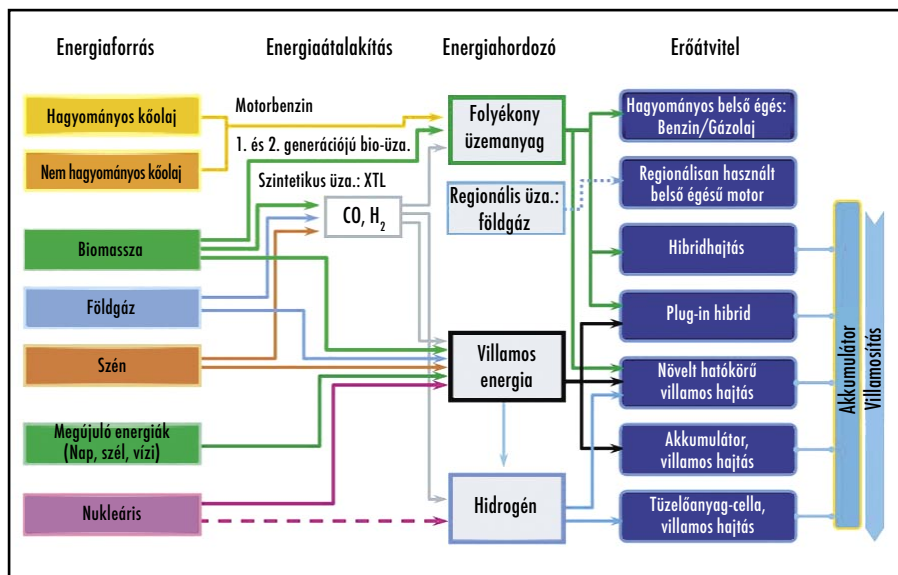 Energiaforrás
Energiaátalakítás
Energiahordozó
Erőátvitel
Hagyományos kőolaj
Nem hagyományos kőolaj
Biomassza
Földgáz
Szén
Megújuló energiák
(Nap, szél, vízi)
Nukleáris
Motorbenzin
1. és 2. generációjú bio-üza.
Szintetikus üza.: XTL
CO, H₂
Folyékony
üzemanyag
Regionális üza.:
földgáz
Villamos
energia
Hidrogén
Hagyományos belső égés:
Benzin/Gázolaj
Regionálisan használt
belső égésű motor
Hibridhajtás
Plug-in hibrid
Növelt hatókörű
villamos hajtás
Akkumulátor,
villamos hajtás
Tüzelőanyag-cella,
villamos hajtás
Akkumulátor
Villamosítás